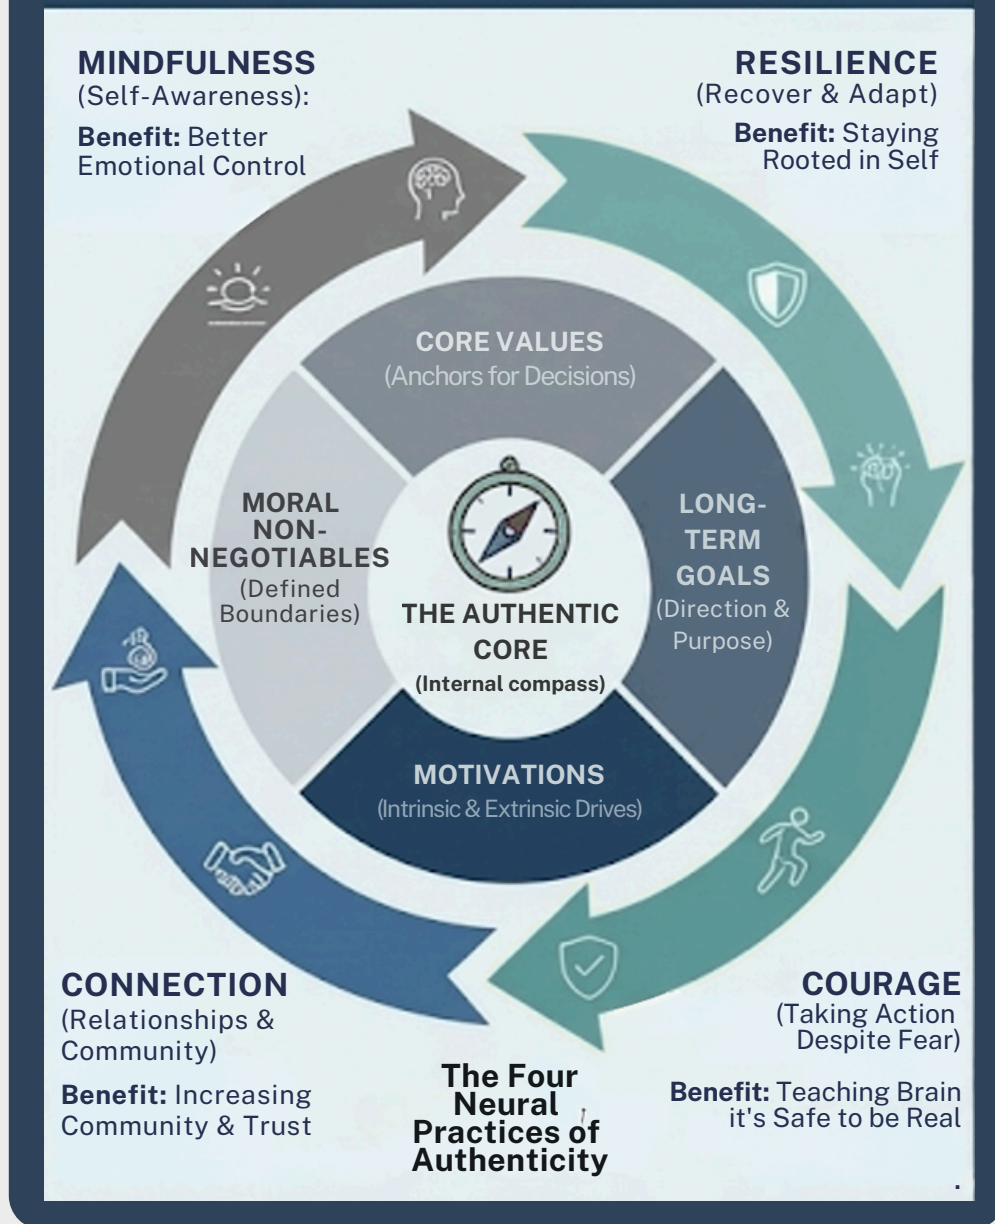 MINDFULNESS
(Self-Awareness):
Benefit: Better
Emotional Control
RESILIENCE
(Recover & Adapt)
Benefit: Staying
Rooted in Self
CORE VALUES
(Anchors for Decisions)
MORAL
NON-
NEGOTIABLES
(Defined
Boundaries)
LONG-
TERM
GOALS
(Direction &
Purpose)
THE AUTHENTIC
CORE
(Internal compass)
MOTIVATIONS
(Intrinsic & Extrinsic Drives)
CONNECTION
(Relationships &
Community)
Benefit: Increasing
Community & Trust
COURAGE
(Taking Action
Despite Fear)
Benefit: Teaching Brain
it's Safe to be Real
.
The Four
Neural
Practices of
Authenticity